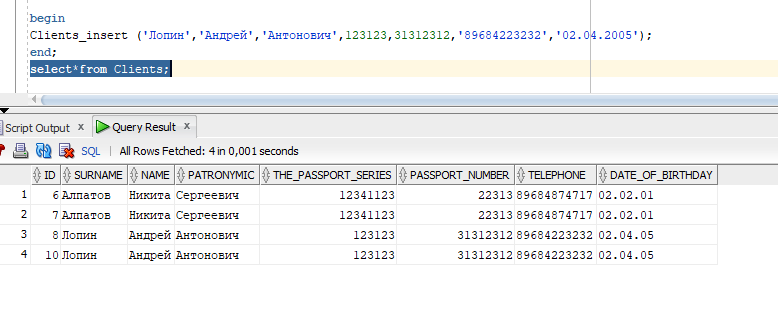 begin
Clients_insert ('Лопин','Андрей','Антонович',123123,31312312,'89684223232','02.04.2005');
end;
select*from Clients;
Script Output x Query Result x
SQL | All Rows Fetched: 4 in 0,001 seconds
ID SURNAME NAME PATRONYMIC THE_PASSPORT_SERIES PASSPORT_NUMBER TELEPHONE DATE_OF_BIRTHDAY
1 6 Алпатов Никита Сергеевич 12341123 22313 89684874717 02.02.01
2 7 Алпатов Никита Сергеевич 12341123 22313 89684874717 02.02.01
3 8 Лопин Андрей Антонович 123123 31312312 89684223232 02.04.05
4 10 Лопин Андрей Антонович 123123 31312312 89684223232 02.04.05